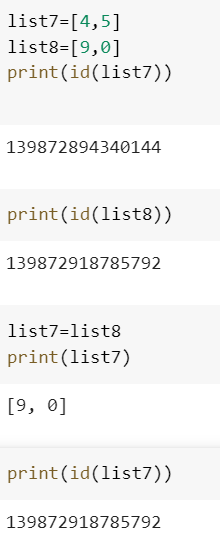 list7=[4,5]
list8=[9,0]
print(id(list7))
139872894340144
print(id(list8))
139872918785792
list7=list8
print(list7)
[9, 0]
print(id(list7))
139872918785792